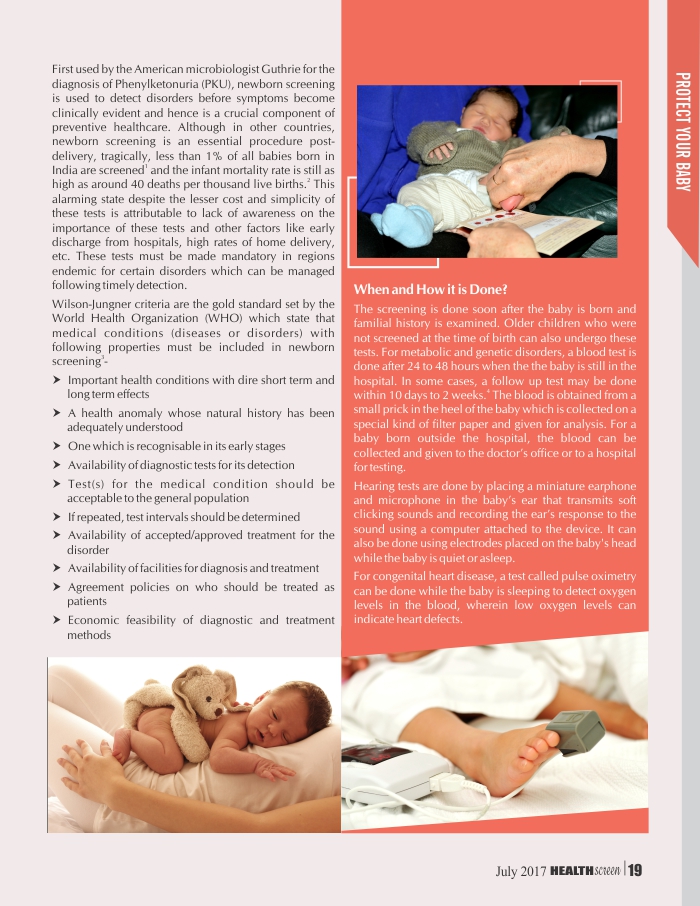 First used by the American microbiologist Guthrie for the
diagnosis of Phenylketonuria (PKU), newborn screening
is used to detect disorders before symptoms become
clinically evident and hence is a crucial component of
preventive healthcare. Although in other countries,
newborn screening is an essential procedure post-
delivery, tragically, less than 1% of all babies born in
India are screened1 and the infant mortality rate is still as
high as around 40 deaths per thousand live births.2 This
alarming state despite the lesser cost and simplicity of
these tests is attributable to lack of awareness on the
importance of these tests and other factors like early
discharge from hospitals, high rates of home delivery,
etc. These tests must be made mandatory in regions
endemic for certain disorders which can be managed
following timely detection.
Wilson-Jungner criteria are the gold standard set by the
World Health Organization (WHO) which state that
medical conditions (diseases or disorders) with
following properties must be included in newborn
screening3-
➤ Important health conditions with dire short term and
long term effects
➤ A health anomaly whose natural history has been
adequately understood
➤ One which is recognisable in its early stages
➤ Availability of diagnostic tests for its detection
➤ Test(s) for the medical condition should be
acceptable to the general population
➤ If repeated, test intervals should be determined
➤ Availability of accepted/approved treatment for the
disorder
➤ Availability of facilities for diagnosis and treatment
➤ Agreement policies on who should be treated as
patients
➤ Economic feasibility of diagnostic and treatment
methods
When and How it is Done?
The screening is done soon after the baby is born and
familial history is examined. Older children who were
not screened at the time of birth can also undergo these
tests. For metabolic and genetic disorders, a blood test is
done after 24 to 48 hours when the the baby is still in the
hospital. In some cases, a follow up test may be done
within 10 days to 2 weeks.4 The blood is obtained from a
small prick in the heel of the baby which is collected on a
special kind of filter paper and given for analysis. For a
baby born outside the hospital, the blood can be
collected and given to the doctor's office or to a hospital
for testing.
Hearing tests are done by placing a miniature earphone
and microphone in the baby's ear that transmits soft
clicking sounds and recording the ear's response to the
sound using a computer attached to the device. It can
also be done using electrodes placed on the baby's head
while the baby is quiet or asleep.
For congenital heart disease, a test called pulse oximetry
can be done while the baby is sleeping to detect oxygen
levels in the blood, wherein low oxygen levels can
indicate heart defects.
PROTECT YOUR BABY
July 2017 HEALTHscreen | 19